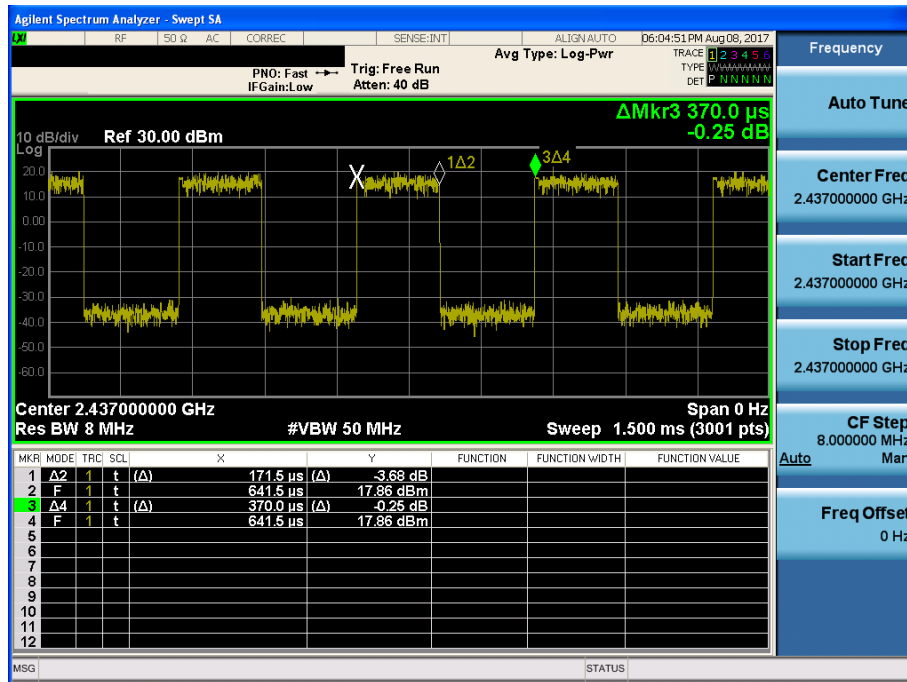 Agilent Spectrum Analyzer - Swept SA
LXI RF 50 Ω AC CORREC SENSE:INT ALIGN AUTO 06:04:51 PM Aug 08, 2017
PNO: Fast Trig: Free Run Avg Type: Log-Pwr TRACE 1 2 3 4 5 6
IFGain:Low Atten: 40 dB TYPE
DET P N N N N N
Frequency
ΔMkr3 370.0 µs
-0.25 dB
10 dB/div Ref 30.00 dBm
Log
20.0
10.0
0.00
-10.0
-20.0
-30.0
-40.0
-50.0
-60.0
X 1Δ2 3Δ4
Center 2.437000000 GHz Span 0 Hz
Res BW 8 MHz #VBW 50 MHz Sweep 1.500 ms (3001 pts)
MKR MODE TRC SCL X Y FUNCTION FUNCTION WIDTH FUNCTION VALUE
1 Δ2 1 t (Δ) 171.5 µs (Δ) -3.68 dB
2 F 1 t 641.5 µs 17.86 dBm
3 Δ4 1 t (Δ) 370.0 µs (Δ) -0.25 dB
4 F 1 t 641.5 µs 17.86 dBm
5
6
7
8
9
10
11
12
MSG STATUS
Auto Tune
Center Freq
2.437000000 GHz
Start Freq
2.437000000 GHz
Stop Freq
2.437000000 GHz
CF Step
8.000000 MHz
Auto Man
Freq Offset
0 Hz